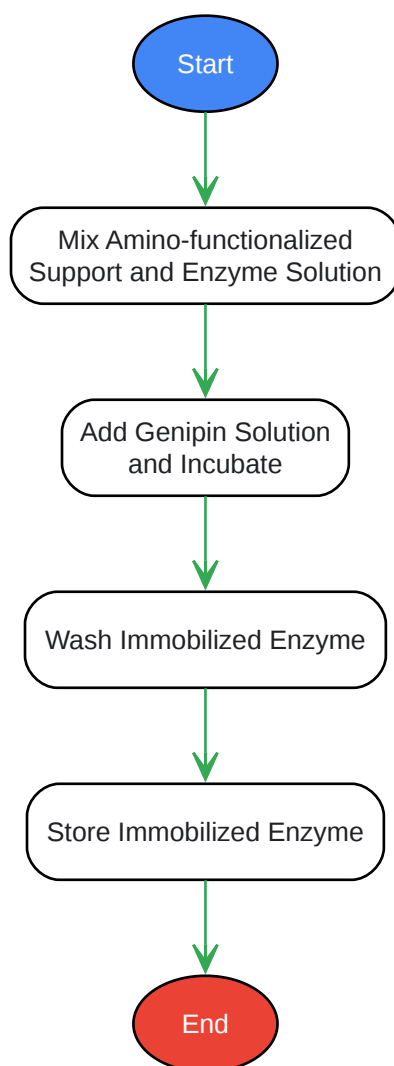 Start
Mix Amino-functionalized
Support and Enzyme Solution
Add Genipin Solution
and Incubate
Wash Immobilized Enzyme
Store Immobilized Enzyme
End